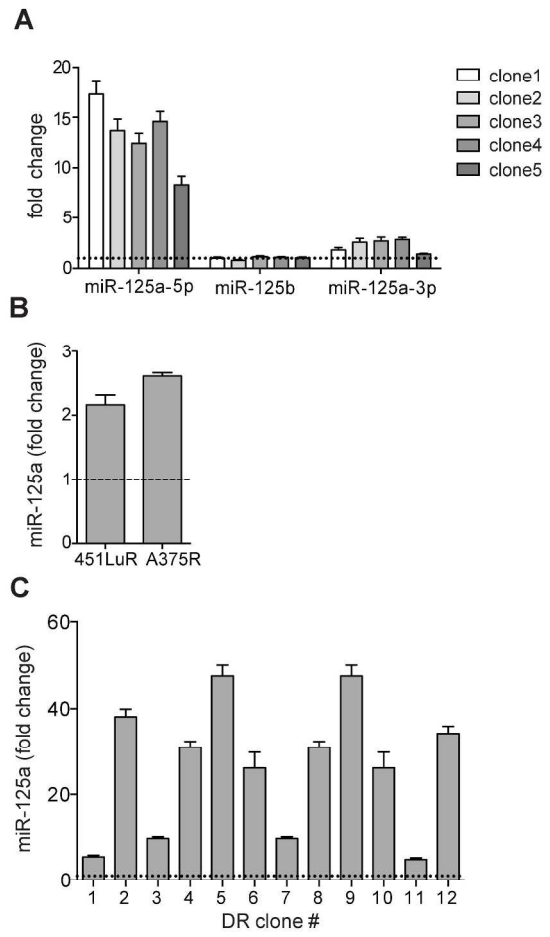 A
20
15
10
5
0
fold change
miR-125a-5p miR-125b miR-125a-3p
clone1
clone2
clone3
clone4
clone5
B
3
2
1
0
miR-125a (fold change)
451LuR A375R
C
60
40
20
0
miR-125a (fold change)
1 2 3 4 5 6 7 8 9 10 11 12
DR clone #